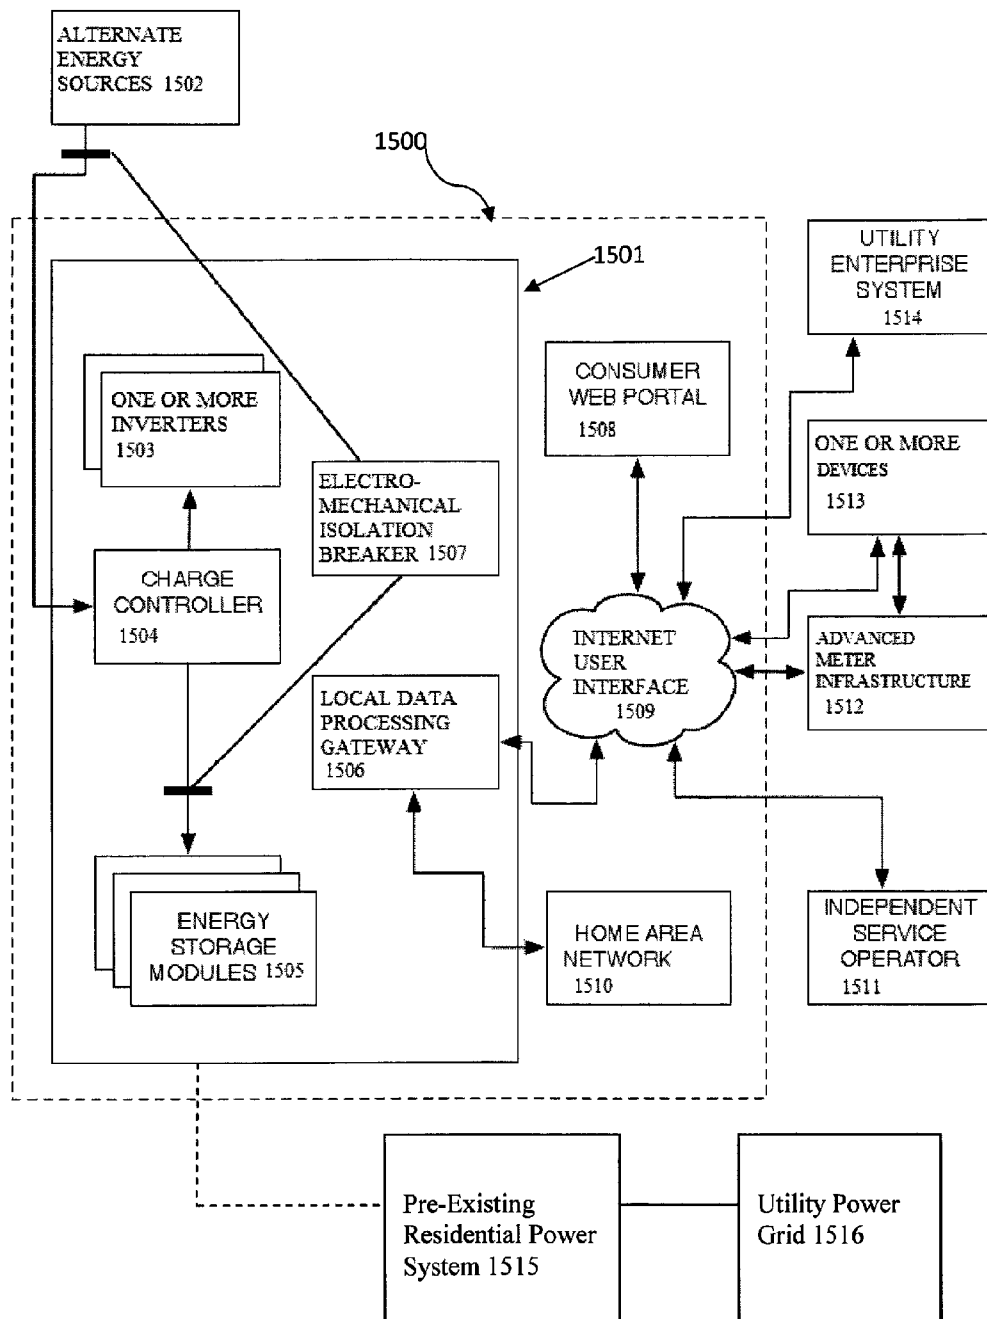 ALTERNATE
ENERGY
SOURCES 1502
1500
1501
UTILITY
ENTERPRISE
SYSTEM
1514
ONE OR MORE
INVERTERS
1503
CONSUMER
WEB PORTAL
1508
ONE OR MORE
DEVICES
1513
ELECTRO-
MECHANICAL
ISOLATION
BREAKER 1507
CHARGE
CONTROLLER
1504
INTERNET
USER
INTERFACE
1509
ADVANCED
METER
INFRASTRUCTURE
1512
LOCAL DATA
PROCESSING
GATEWAY
1506
ENERGY
STORAGE
MODULES 1505
HOME AREA
NETWORK
1510
INDEPENDENT
SERVICE
OPERATOR
1511
Pre-Existing
Residential Power
System 1515
Utility Power
Grid 1516